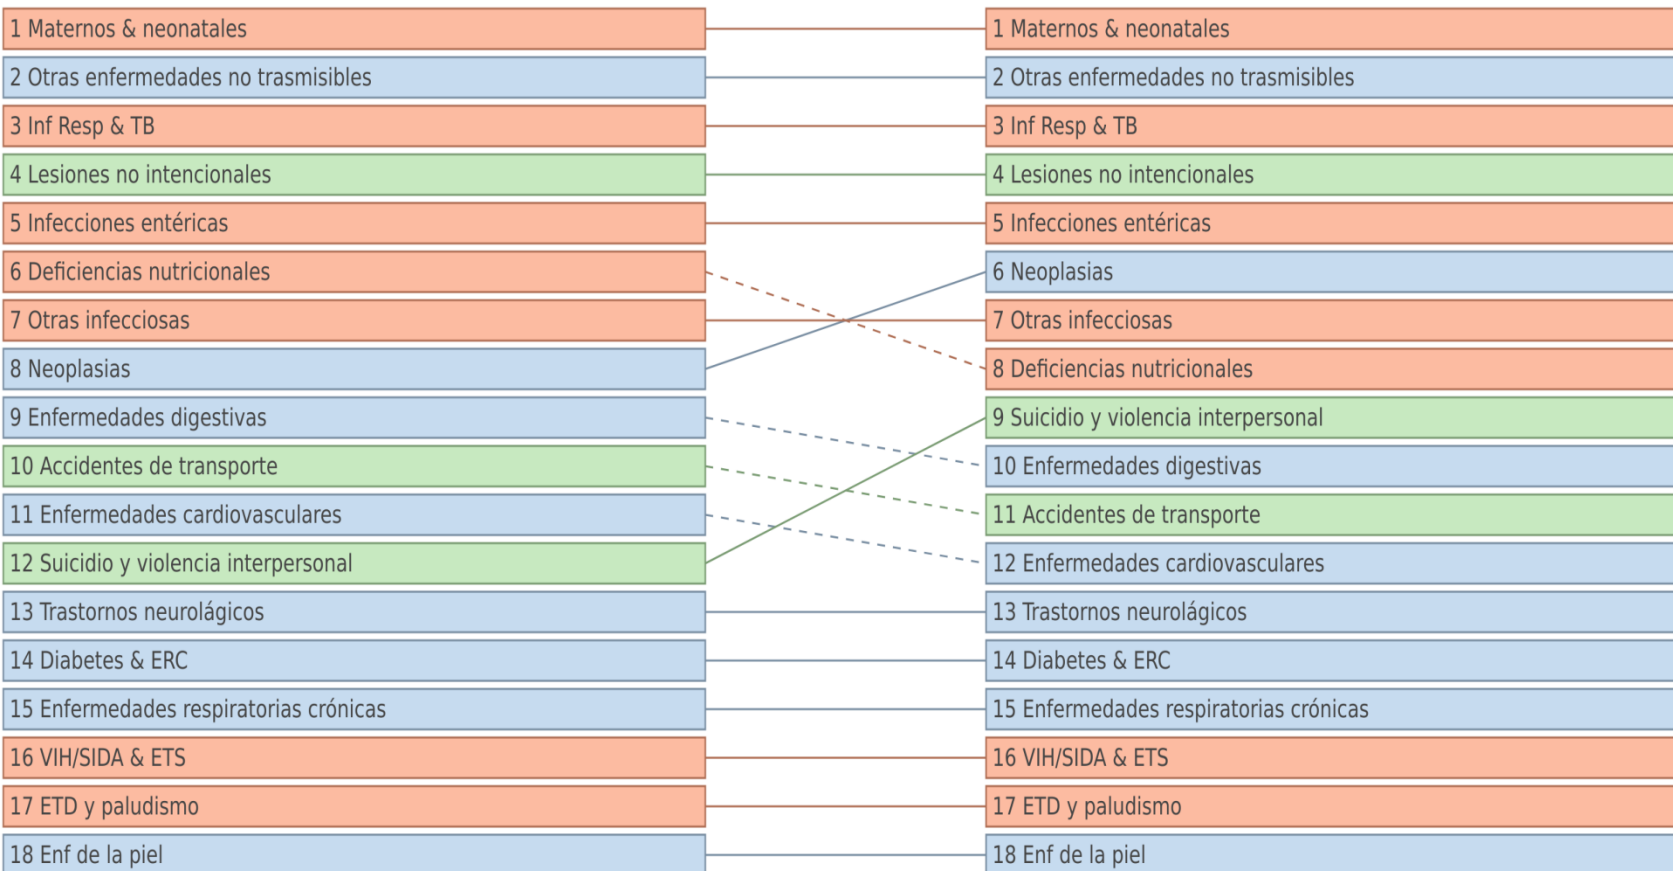 1 Maternos & neonatales
2 Otras enfermedades no trasmisibles
3 Inf Resp & TB
4 Lesiones no intencionales
5 Infecciones entéricas
6 Deficiencias nutricionales
7 Otras infecciosas
8 Neoplasias
9 Enfermedades digestivas
10 Accidentes de transporte
11 Enfermedades cardiovasculares
12 Suicidio y violencia interpersonal
13 Trastornos neurolágicos
14 Diabetes & ERC
15 Enfermedades respiratorias crónicas
16 VIH/SIDA & ETS
17 ETD y paludismo
18 Enf de la piel
1 Maternos & neonatales
2 Otras enfermedades no trasmisibles
3 Inf Resp & TB
4 Lesiones no intencionales
5 Infecciones entéricas
6 Neoplasias
7 Otras infecciosas
8 Deficiencias nutricionales
9 Suicidio y violencia interpersonal
10 Enfermedades digestivas
11 Accidentes de transporte
12 Enfermedades cardiovasculares
13 Trastornos neurolágicos
14 Diabetes & ERC
15 Enfermedades respiratorias crónicas
16 VIH/SIDA & ETS
17 ETD y paludismo
18 Enf de la piel